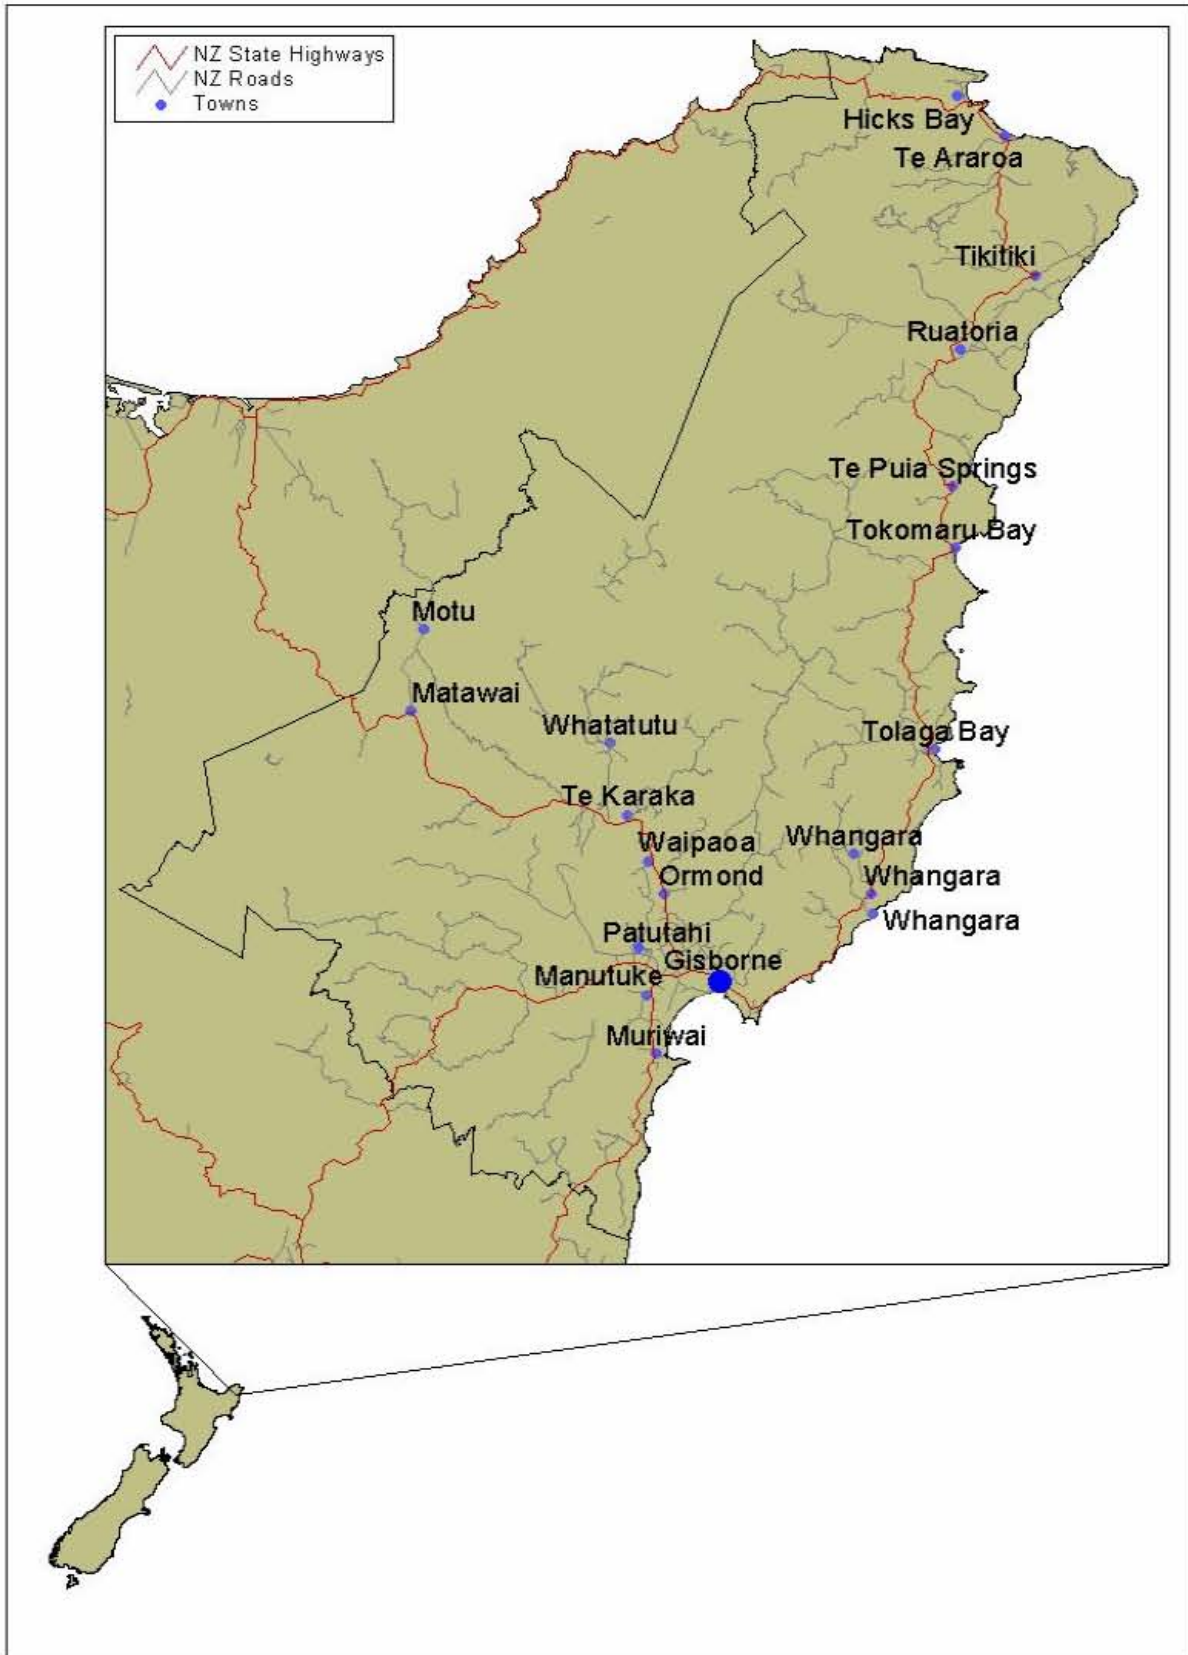 NZ State Highways
NZ Roads
Towns
Hicks Bay
Te Araroa
Tikitiki
Ruatoria
Te Puia Springs
Tokomaru Bay
Motu
Matawai
Whatatutu
Tolaga Bay
Te Karaka
Waipaoa
Whangara
Ormond
Whangara
Whangara
Patutahi
Gisborne
Manutuke
Muriwai